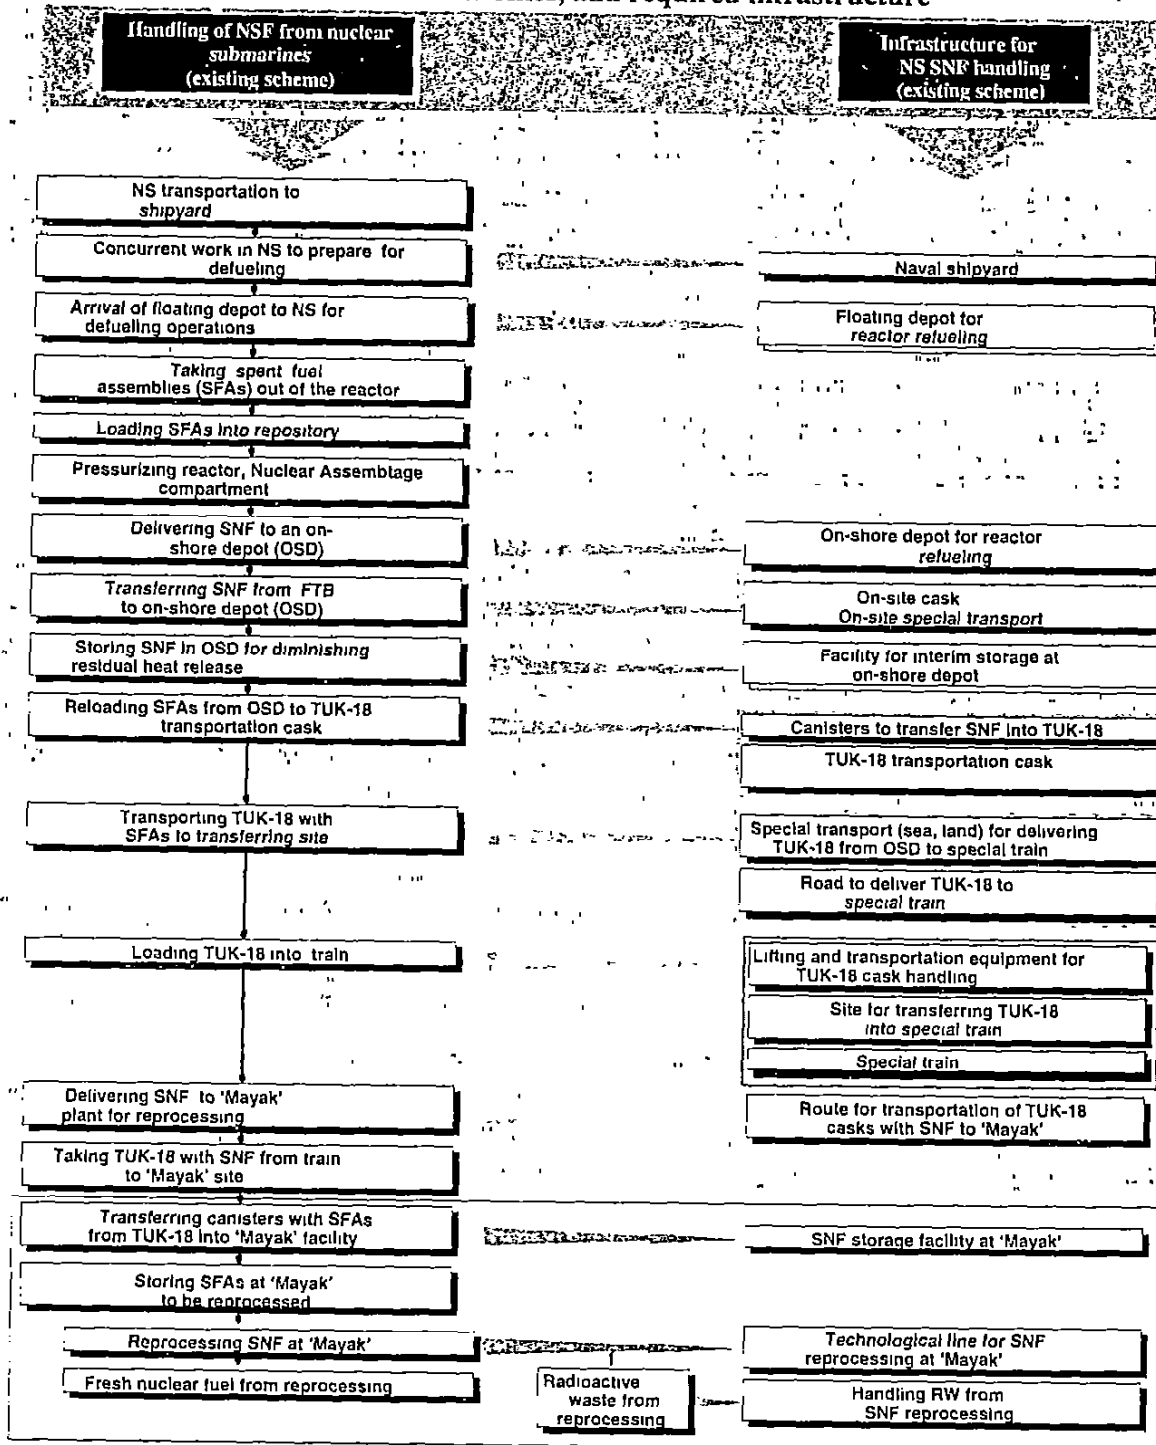 and required infrastructure
Handling of NSF from nuclear
submarines
(existing scheme)
Infrastructure for
NS SNF handling
(existing scheme)
NS transportation to
shipyard
Concurrent work in NS to prepare for
defueling
Naval shipyard
Arrival of floating depot to NS for
defueling operations
Floating depot for
reactor refueling
Taking spent fuel
assemblies (SFAs) out of the reactor
Loading SFAs into repository
Pressurizing reactor, Nuclear Assemblage
compartment
Delivering SNF to an on-
shore depot (OSD)
On-shore depot for reactor
refueling
Transferring SNF from FTB
to on-shore depot (OSD)
On-site cask
On-site special transport
Storing SNF in OSD for diminishing
residual heat release
Facility for interim storage at
on-shore depot
Reloading SFAs from OSD to TUK-18
transportation cask
Canisters to transfer SNF into TUK-18
TUK-18 transportation cask
Transporting TUK-18 with
SFAs to transferring site
Special transport (sea, land) for delivering
TUK-18 from OSD to special train
Road to deliver TUK-18 to
special train
Loading TUK-18 into train
Lifting and transportation equipment for
TUK-18 cask handling
Site for transferring TUK-18
into special train
Special train
Delivering SNF to 'Mayak'
plant for reprocessing
Route for transportation of TUK-18
casks with SNF to 'Mayak'
Taking TUK-18 with SNF from train
to 'Mayak' site
Transferring canisters with SFAs
from TUK-18 into 'Mayak' facility
SNF storage facility at 'Mayak'
Storing SFAs at 'Mayak'
to be reprocessed
Reprocessing SNF at 'Mayak'
Technological line for SNF
reprocessing at 'Mayak'
Fresh nuclear fuel from reprocessing
Radioactive
waste from
reprocessing
Handling RW from
SNF reprocessing